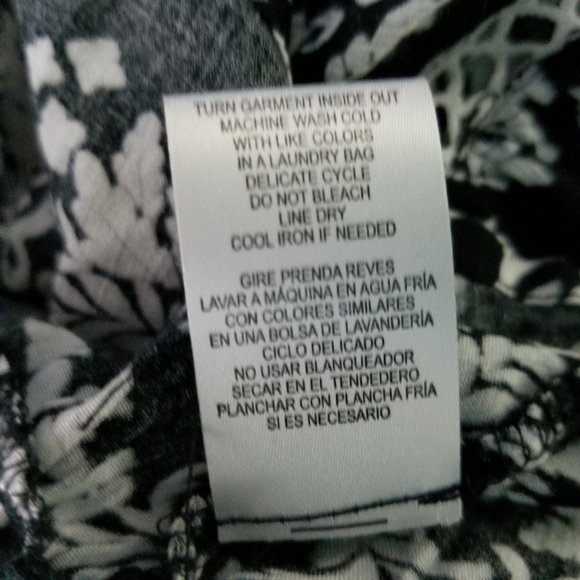 TURN GARMENT INSIDE OUT
MACHINE WASH COLD
WITH LIKE COLORS
IN A LAUNDRY BAG
DELICATE CYCLE
DO NOT BLEACH
LINE DRY
COOL IRON IF NEEDED
GIRE PRENDA REVES
LAVAR A MÁQUINA EN AGUA FRÍA
CON COLORES SIMILARES
EN UNA BOLSA DE LAVANDERÍA
CICLO DELICADO
NO USAR BLANQUEADOR
SECAR EN EL TENDEDERO
PLANCHAR CON PLANCHA FRÍA
SI ES NECESARIO